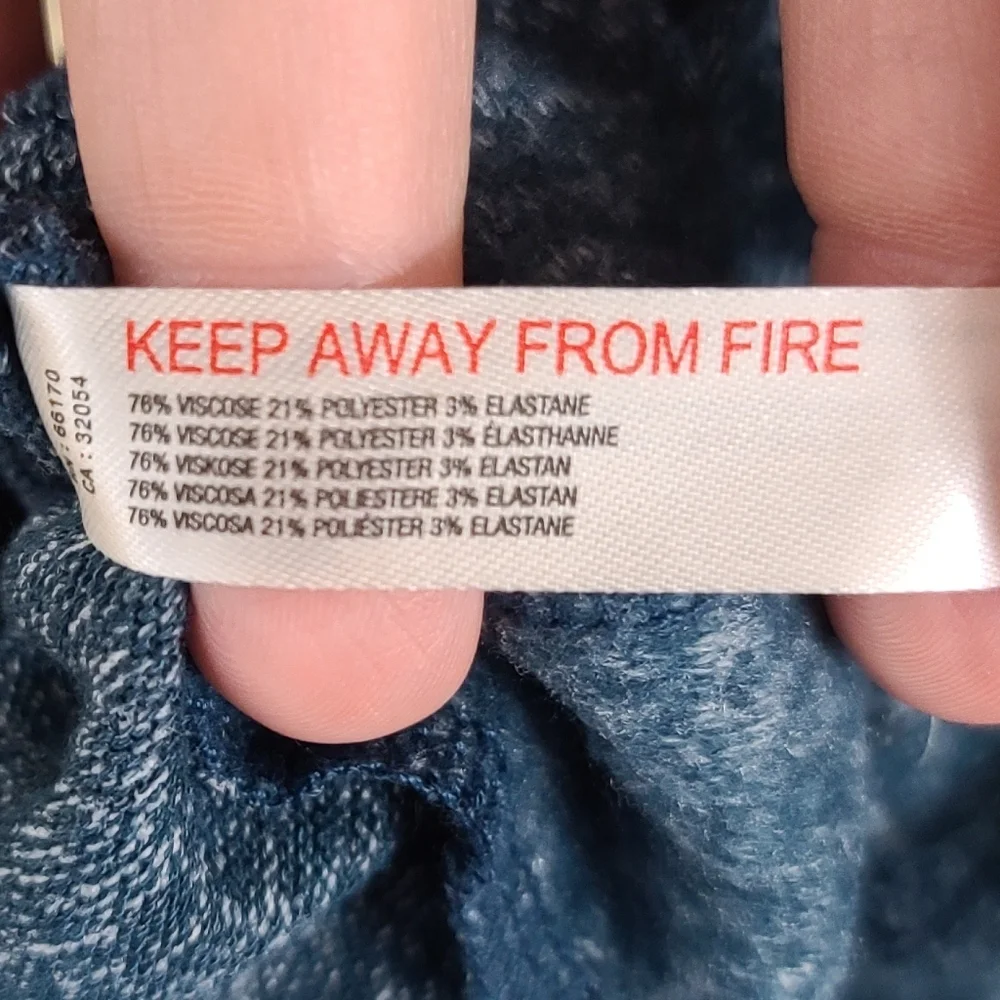 KEEP AWAY FROM FIRE
76% VISCOSE 21% POLYESTER 3% ELASTANE
76% VISCOSE 21% POLYESTER 3% ÉLASTHANNE
76% VISKOSE 21% POLYESTER 3% ELASTAN
76% VISCOSA 21% POLIESTERE 3% ELASTAN
76% VISCOSA 21% POLIÉSTER 3% ELASTANE
: 66170
CA : 32054